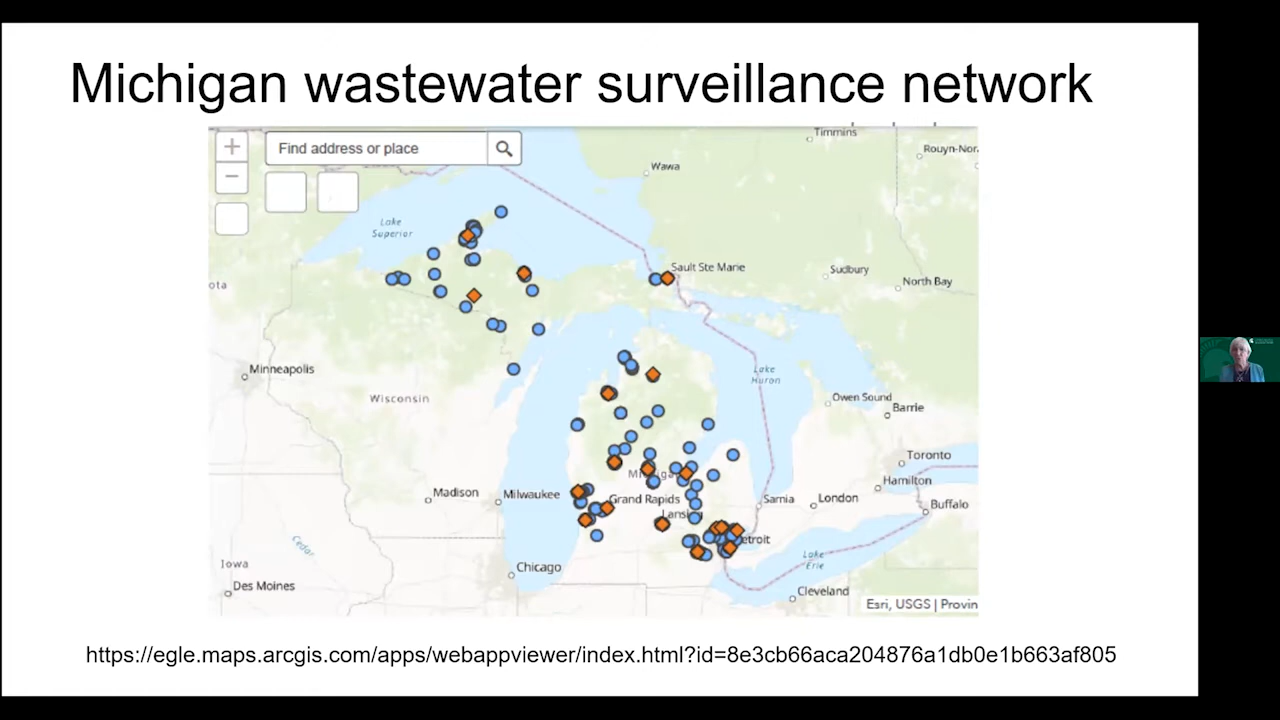 Michigan wastewater surveillance network
Timmins
Rouyn-Nor
Find address or place
Wawa
Lake
Superior
Sault Ste Marie
Sudbury
North Bay
ota
Minneapolis
Lake
Huron
Wisconsin
Owen Sound
Barrie
Toronto
Hamilton
Madison
Milwaukee
Grand Rapids
Sarnia
London
Buffalo
Lansing
etroit
Cedar
Lake
Erie
Iowa
Chicago
Des Moines
Cleveland
Esri, USGS | Provin
https://egle.maps.arcgis.com/apps/webappviewer/index.html?id=8e3cb66aca204876a1db0e1b663af805